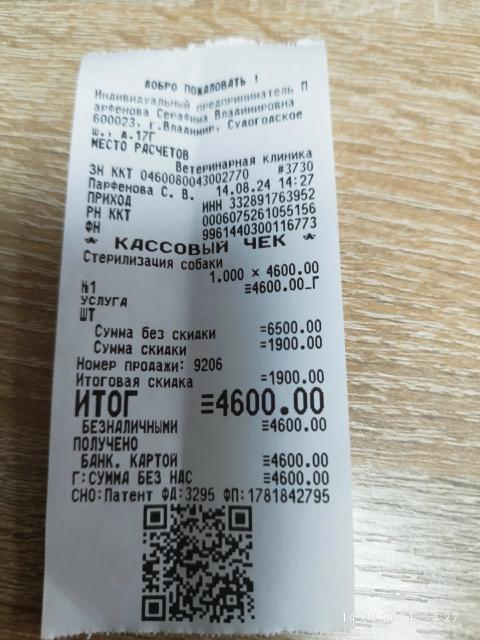 ДОБРО ПОЖАЛОВАТЬ !
Индивидуальный предприниматель П
арфенова Серафина Владимировна
600023, г.Владимир, Судогодское
ш., д.17Г
МЕСТО РАСЧЕТОВ
Ветеринарная клиника
ЗН ККТ 0460080043002770 #3730
Парфенова С. В. 14.08.24 14:27
ПРИХОД ИНН 332891763952
РН ККТ 0006075261055156
ФН 9961440300116773
* КАССОВЫЙ ЧЕК *
Стерилизация собаки
1.000 × 4600.00
№1 ≡4600.00_Г
УСЛУГА
ШТ
Сумма без скидки =6500.00
Сумма скидки =1900.00
Номер продажи: 9206
Итоговая скидка =1900.00
ИТОГ ≡4600.00
БЕЗНАЛИЧНЫМИ ≡4600.00
ПОЛУЧЕНО
БАНК. КАРТОЙ ≡4600.00
Г:СУММА БЕЗ НАС ≡4600.00
СНО:Патент ФД:3295 ФП:1781842795